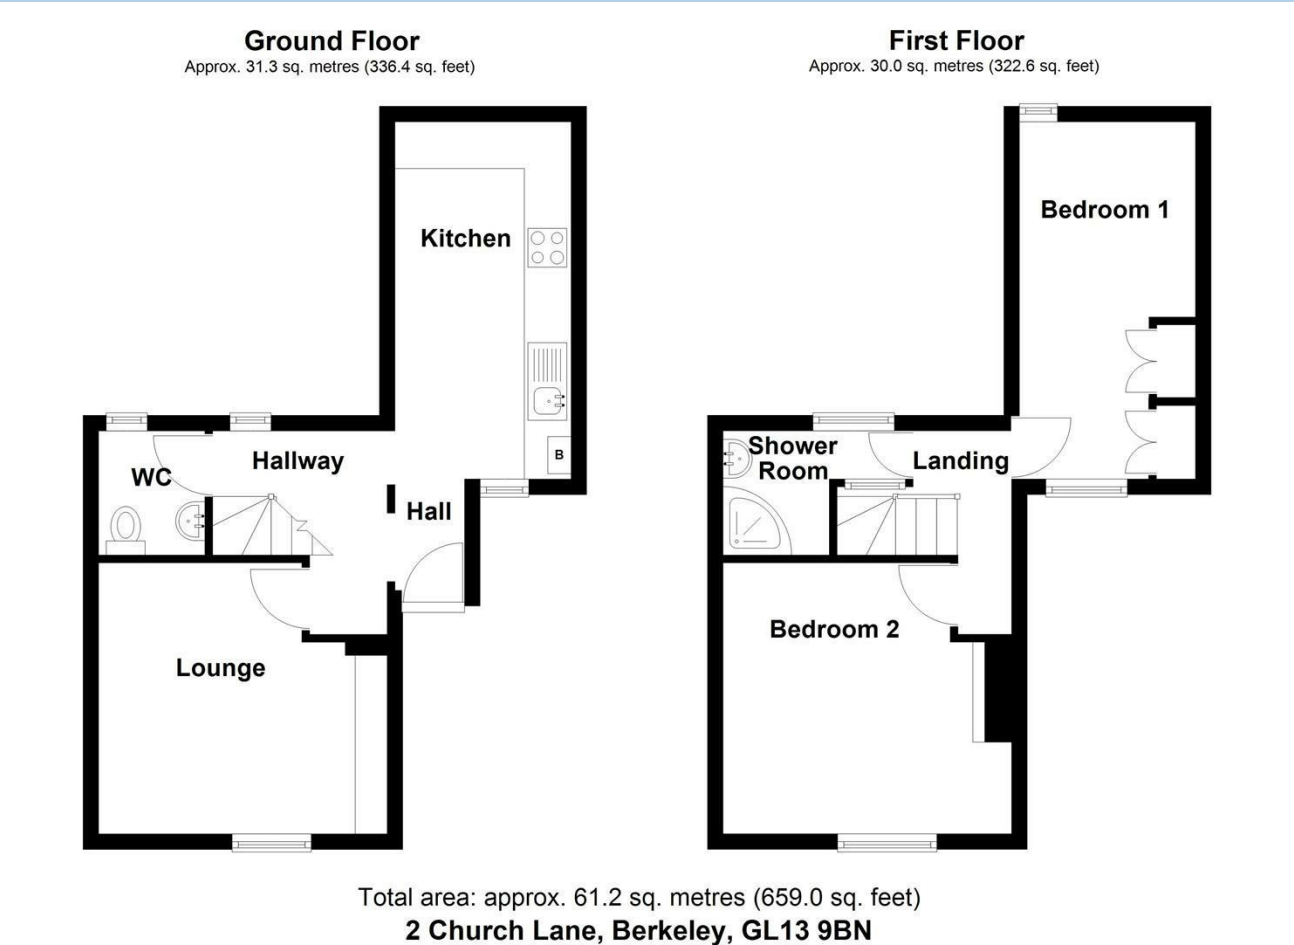 Ground Floor
Approx. 31.3 sq. metres (336.4 sq. feet)
Kitchen
B
Hallway
WC
Hall
Lounge
First Floor
Approx. 30.0 sq. metres (322.6 sq. feet)
Bedroom 1
Shower
Room
Landing
Bedroom 2
Total area: approx. 61.2 sq. metres (659.0 sq. feet)
2 Church Lane, Berkeley, GL13 9BN